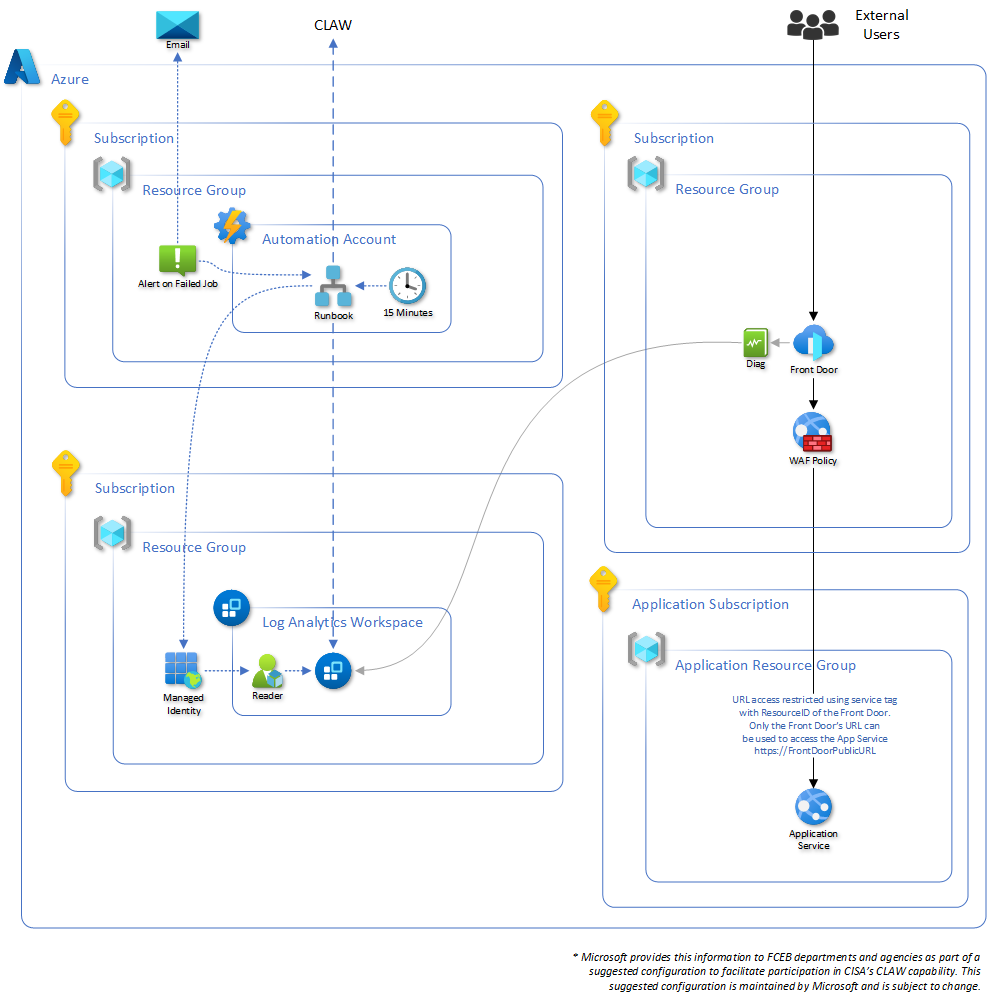 Email
CLAW
External
Users
Azure
Subscription
Resource Group
Automation Account
Alert on Failed Job
Runbook
15 Minutes
Subscription
Resource Group
Diag
Front Door
WAF Policy
Subscription
Resource Group
Log Analytics Workspace
Managed
Identity
Reader
Application Subscription
Application Resource Group
URL access restricted using service tag
with ResourceID of the Front Door.
Only the Front Door's URL can
be used to access the App Service
https://FrontDoorPublicURL
Application
Service
* Microsoft provides this information to FCEB departments and agencies as part of a
suggested configuration to facilitate participation in CISA's CLAW capability. This
suggested configuration is maintained by Microsoft and is subject to change.